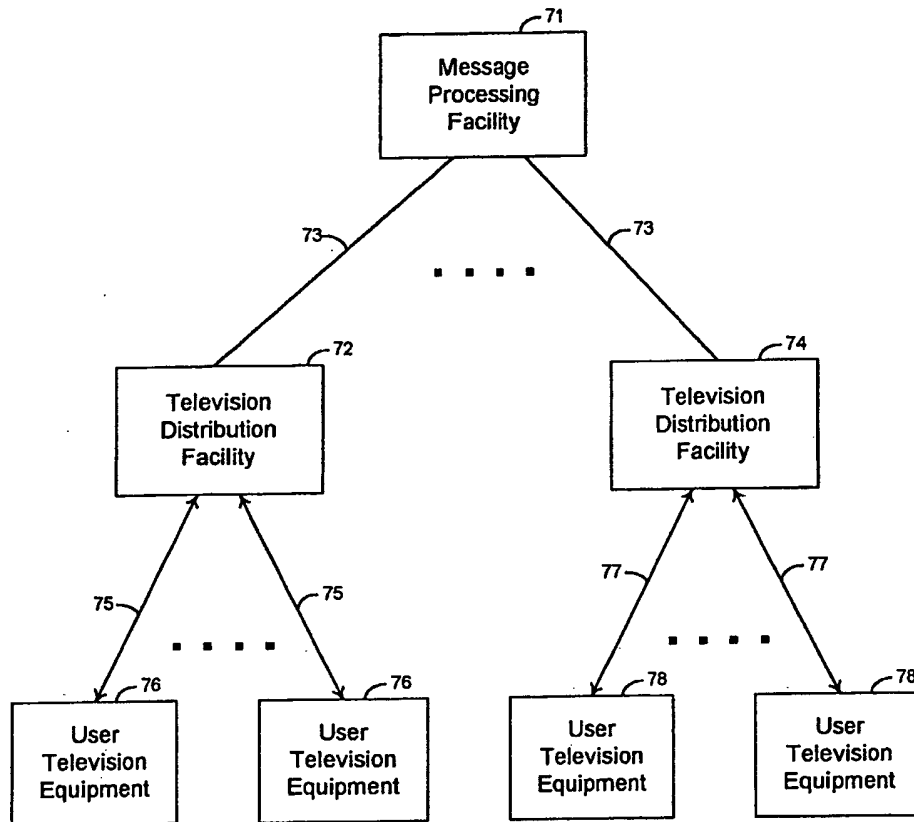 71
Message
Processing
Facility
73
73
72
74
Television
Distribution
Facility
Television
Distribution
Facility
75
75
77
77
76
76
78
78
User
Television
Equipment
User
Television
Equipment
User
Television
Equipment
User
Television
Equipment